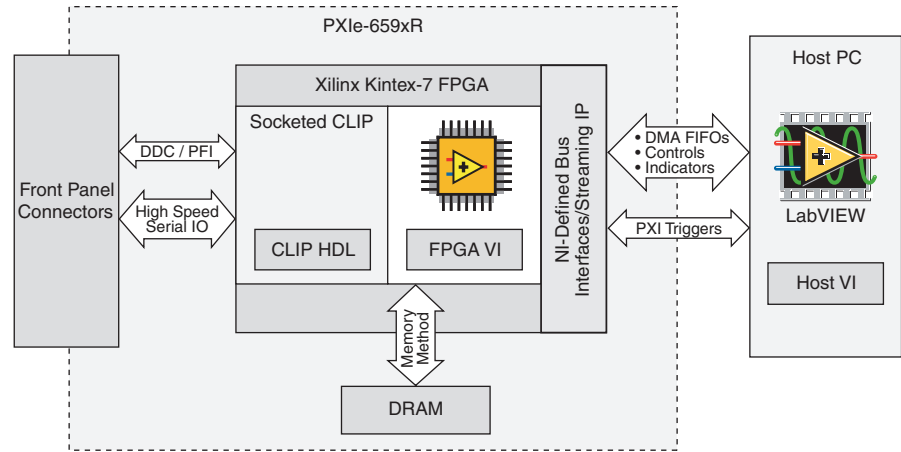 PXIe-659xR
Front Panel
Connectors
DDC / PFI
High Speed
Serial IO
Xilinx Kintex-7 FPGA
Socketed CLIP
CLIP HDL
FPGA VI
NI-Defined Bus
Interfaces/Streaming IP
• DMA FIFOs
• Controls
• Indicators
PXI Triggers
Host PC
LabVIEW
Host VI
Memory
Method
DRAM